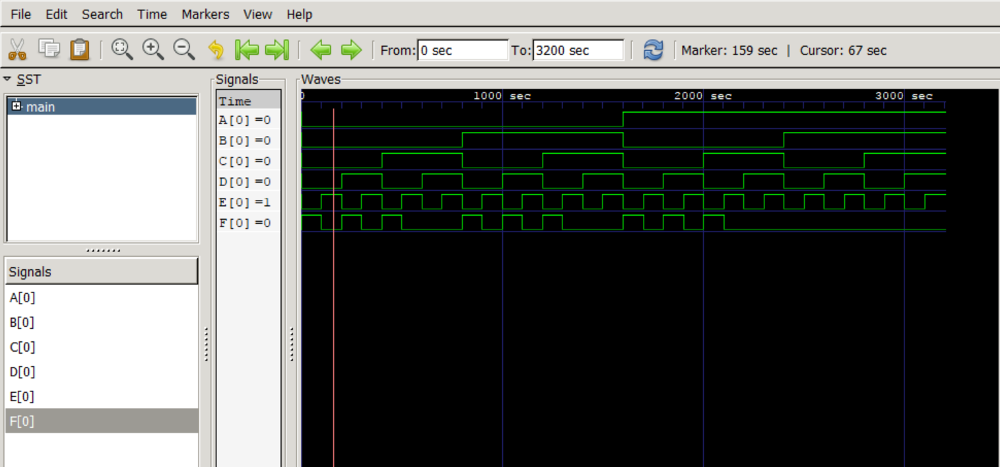 File Edit Search Time Markers View Help
From: 0 sec To: 3200 sec Marker: 159 sec | Cursor: 67 sec
SST
main
Signals
A[0]
B[0]
C[0]
D[0]
E[0]
F[0]
Signals
Time
A[0] =0
B[0] =0
C[0] =0
D[0] =0
E[0] =1
F[0] =0
Waves
0 1000 sec 2000 sec 3000 sec